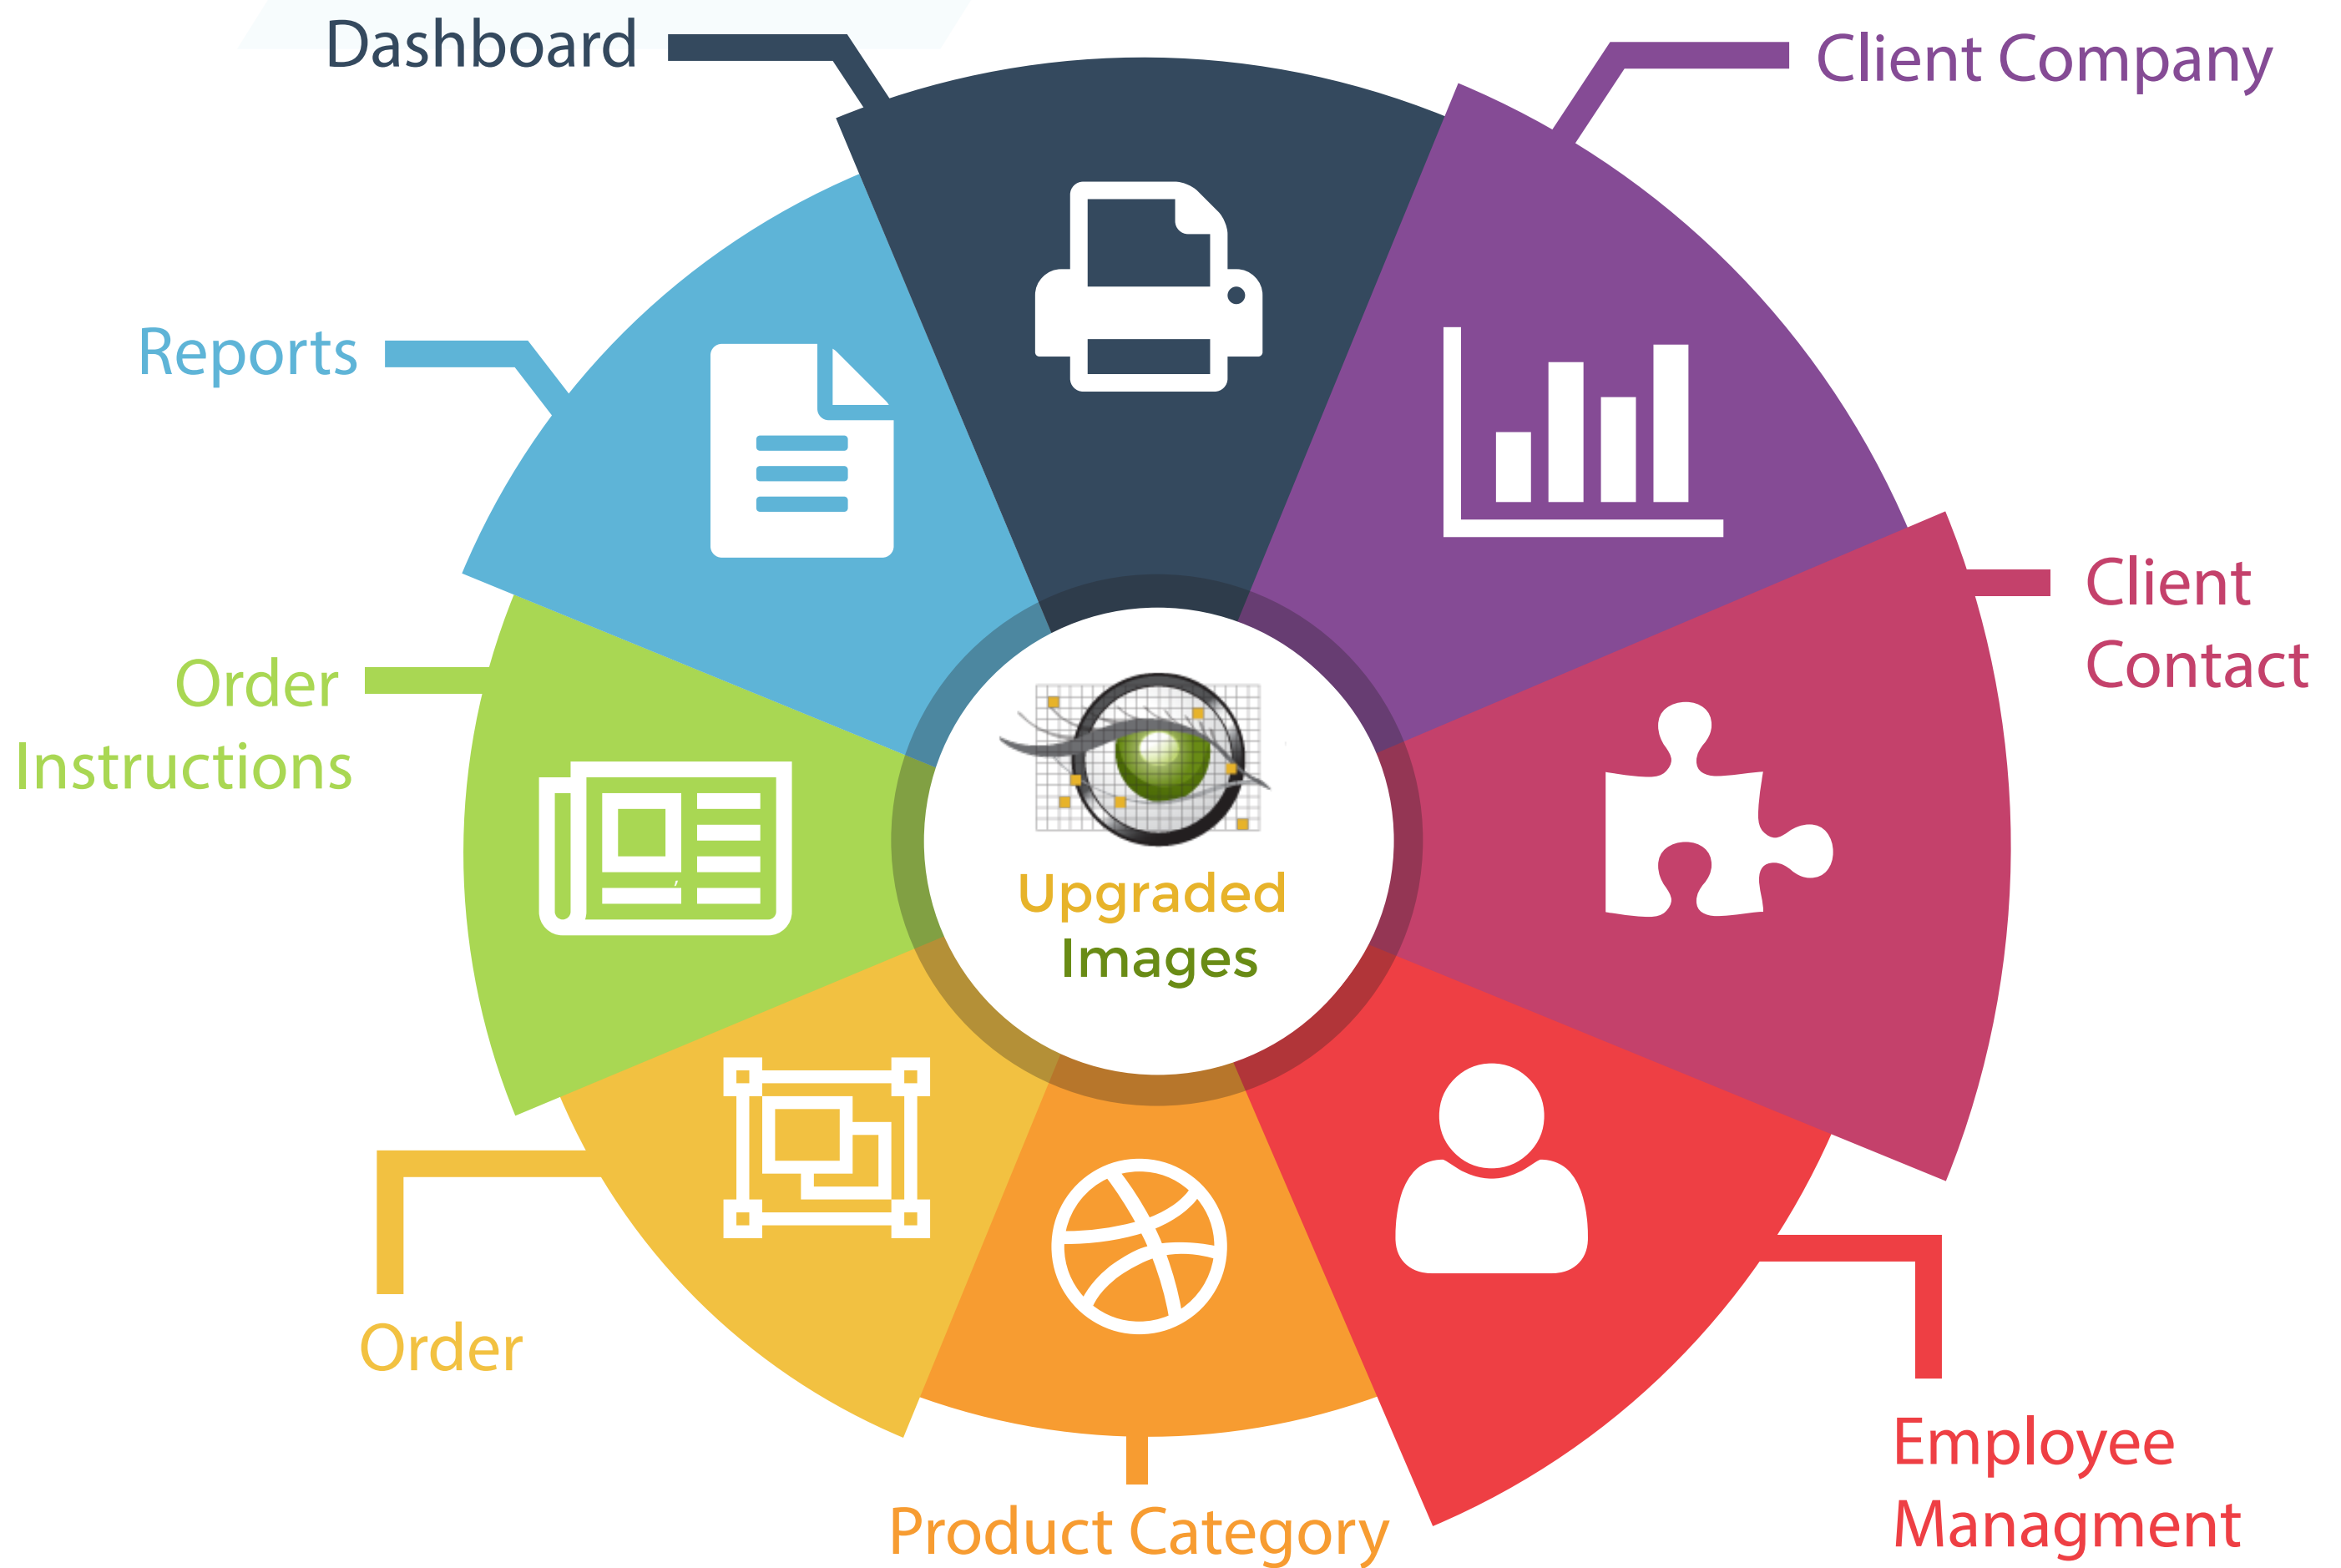 Dashboard
Client Company
Reports
Client
Contact
Order
Instructions
Upgraded
Images
Order
Employee
Managment
Product Category